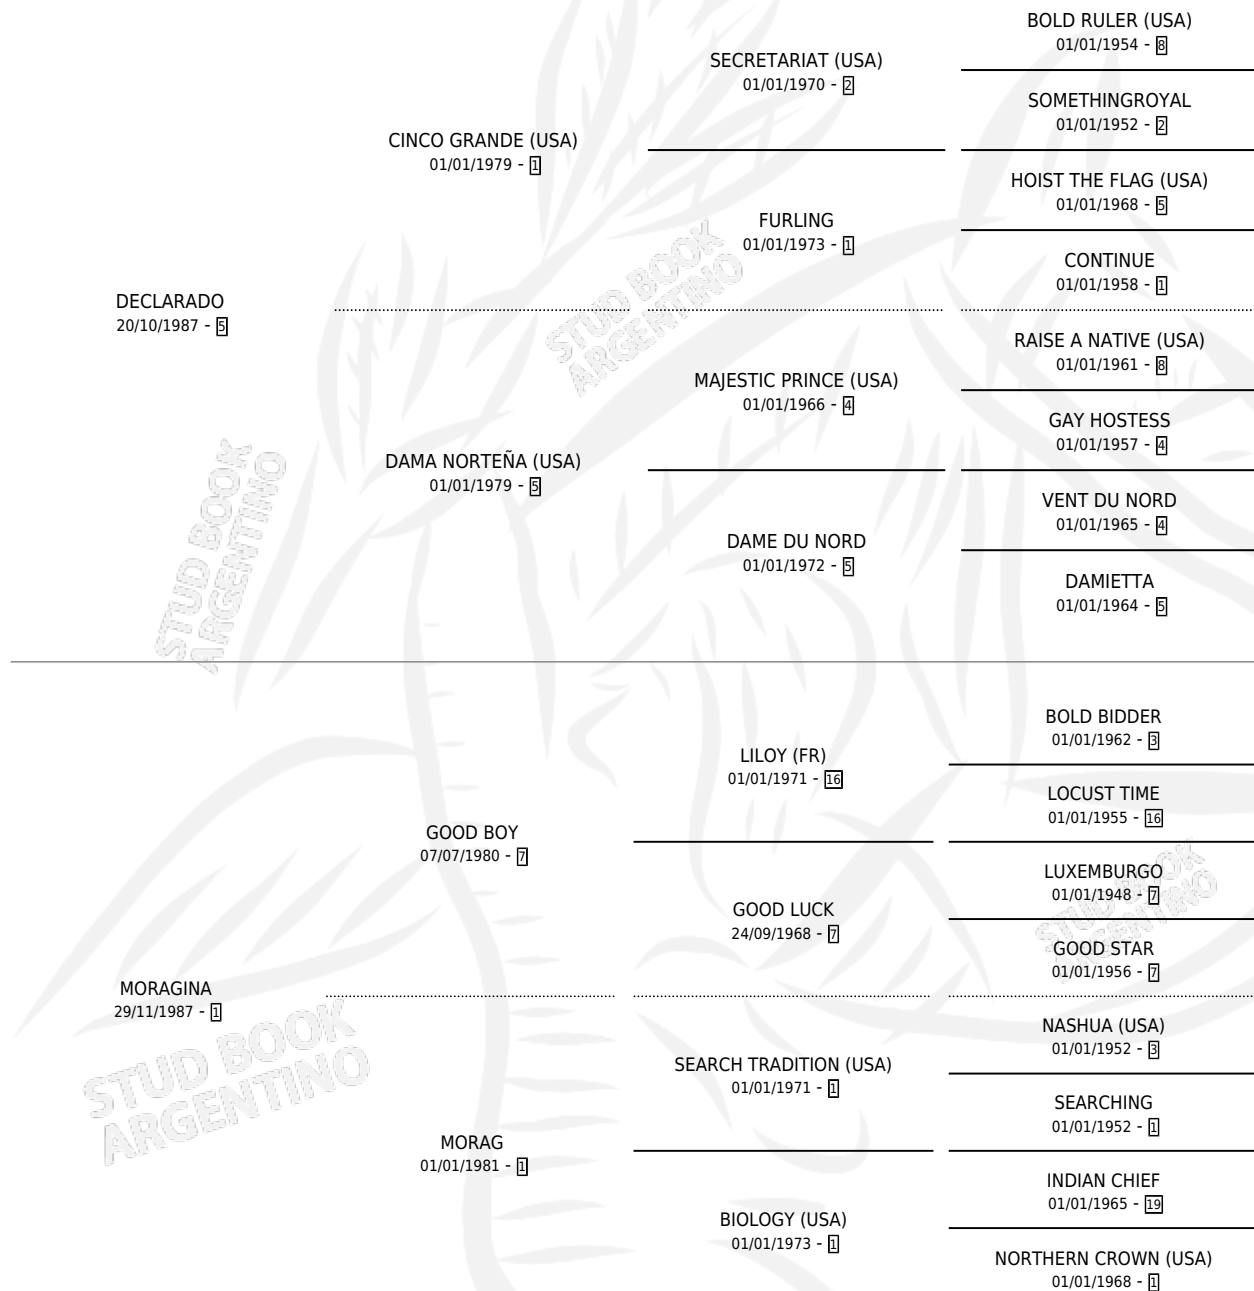 BOLD RULER (USA)
01/01/1954 - 8
SECRETARIAT (USA)
01/01/1970 - 2
SOMETHINGROYAL
01/01/1952 - 2
CINCO GRANDE (USA)
01/01/1979 - 1
HOIST THE FLAG (USA)
01/01/1968 - 5
FURLING
01/01/1973 - 1
CONTINUE
01/01/1958 - 1
DECLARADO
20/10/1987 - 5
RAISE A NATIVE (USA)
01/01/1961 - 8
MAJESTIC PRINCE (USA)
01/01/1966 - 4
GAY HOSTESS
01/01/1957 - 4
DAMA NORTEÑA (USA)
01/01/1979 - 5
VENT DU NORD
01/01/1965 - 4
DAME DU NORD
01/01/1972 - 5
DAMIETTA
01/01/1964 - 5
BOLD BIDDER
01/01/1962 - 3
LILOY (FR)
01/01/1971 - 16
LOCUST TIME
01/01/1955 - 16
GOOD BOY
07/07/1980 - 7
LUXEMBURGO
01/01/1948 - 7
GOOD LUCK
24/09/1968 - 7
GOOD STAR
01/01/1956 - 7
MORAGINA
29/11/1987 - 1
NASHUA (USA)
01/01/1952 - 3
SEARCH TRADITION (USA)
01/01/1971 - 1
SEARCHING
01/01/1952 - 1
MORAG
01/01/1981 - 1
INDIAN CHIEF
01/01/1965 - 19
BIOLOGY (USA)
01/01/1973 - 1
NORTHERN CROWN (USA)
01/01/1968 - 1
STUD BOOK
ARGENTINO
STUD BOOK
ARGENTINO
STUD BOOK
ARGENTINO
STUD BOOK
ARGENTINO